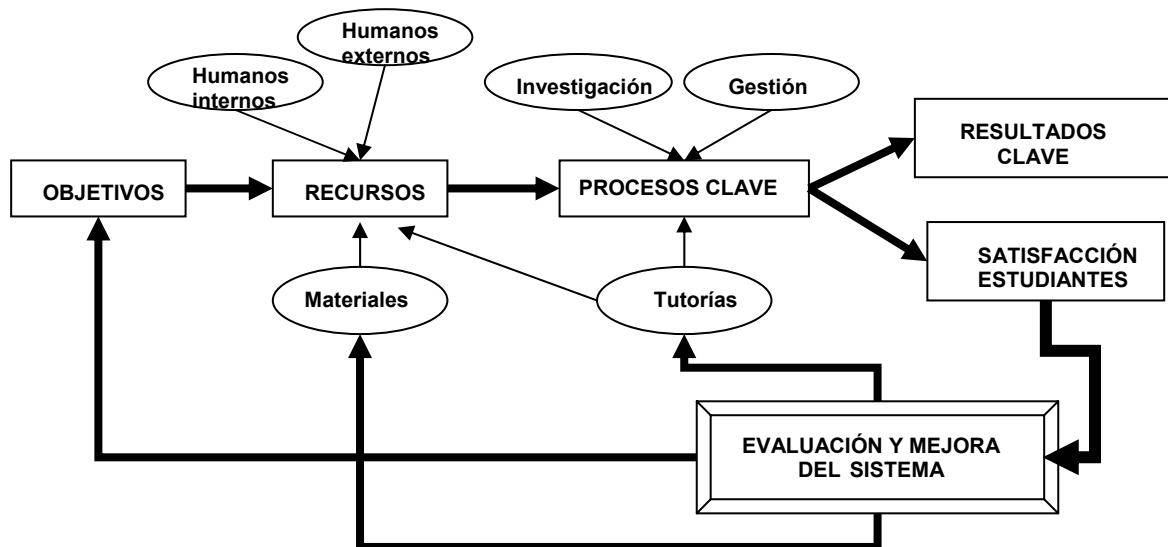 Humanos
externos
Humanos
internos
Investigación
Gestión
RESULTADOS
CLAVE
OBJETIVOS
RECURSOS
PROCESOS CLAVE
SATISFACCIÓN
ESTUDIANTES
Materiales
Tutorías
EVALUACIÓN Y MEJORA
DEL SISTEMA